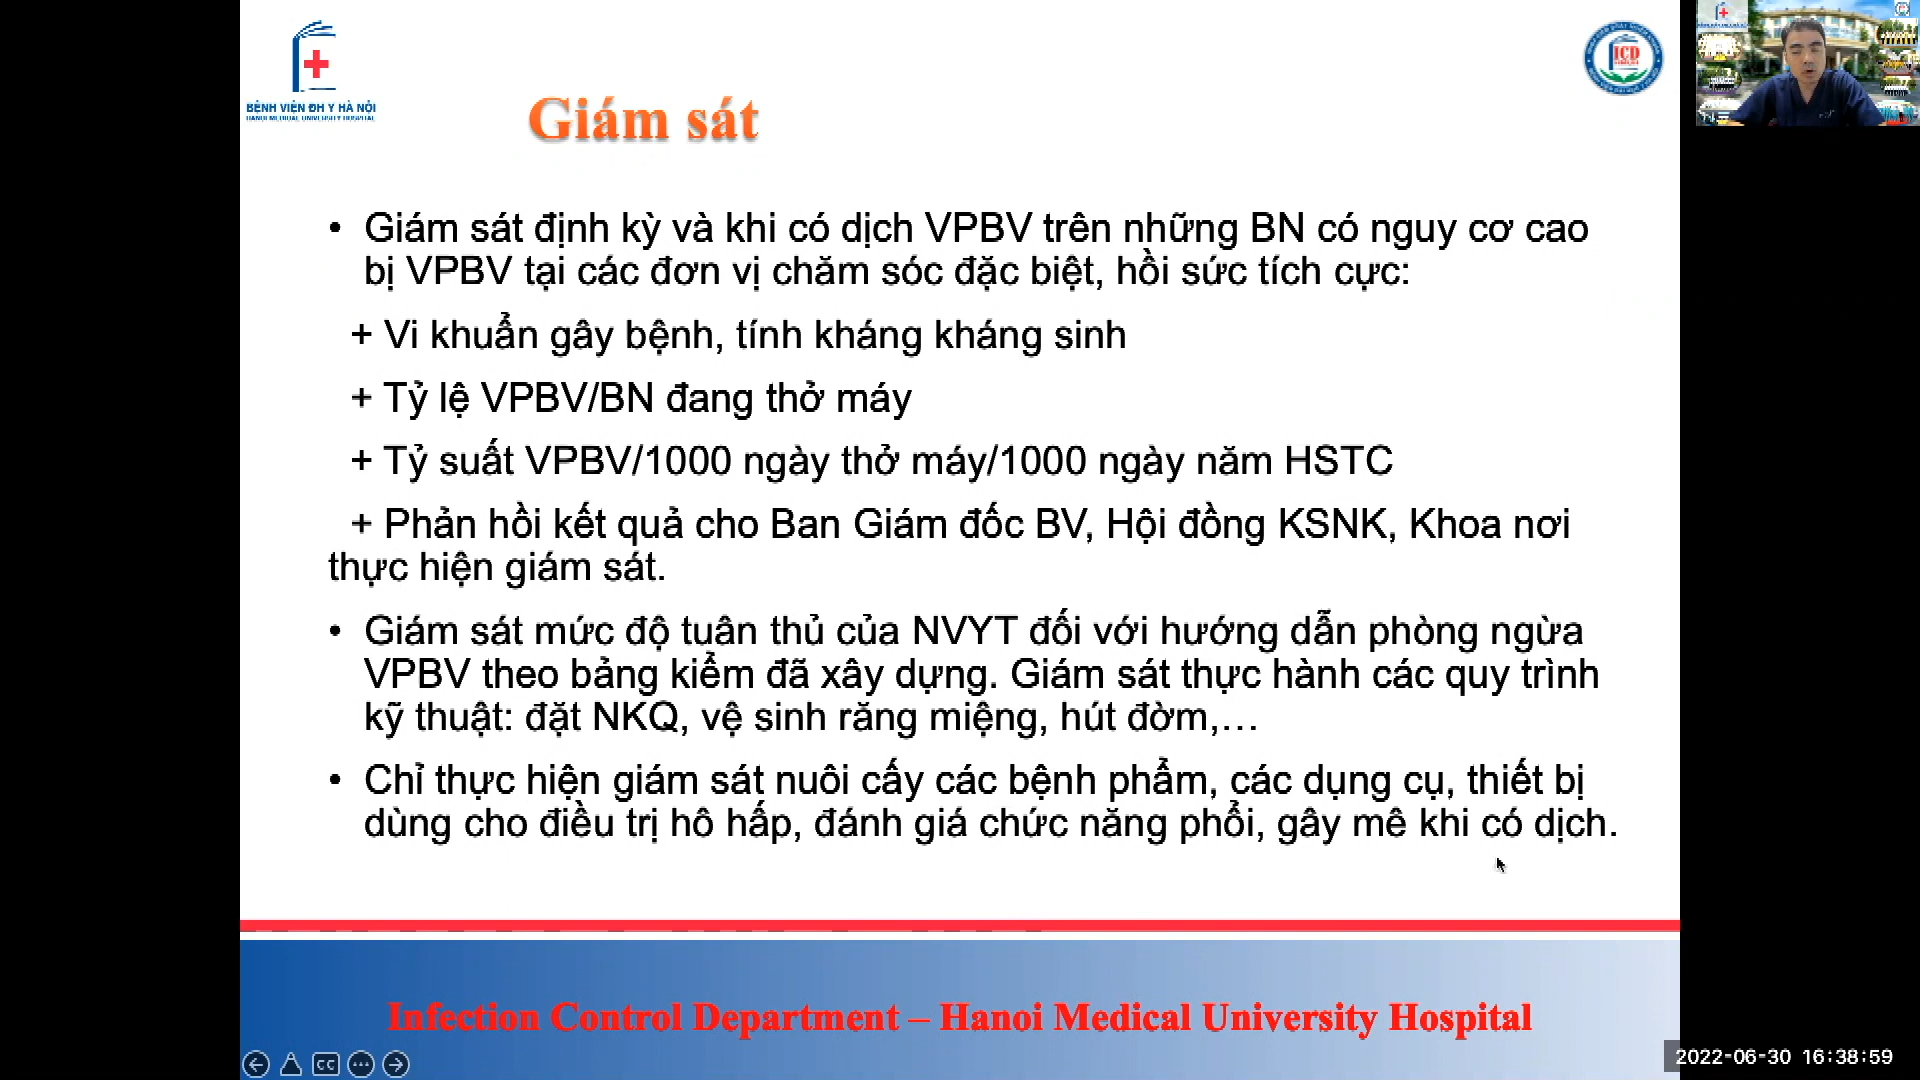 BỆNH VIỆN ĐH Y HÀ NỘI
HANOI MEDICAL UNIVERSITY HOSPITAL
ICD
Giám sát
• Giám sát định kỳ và khi có dịch VPBV trên những BN có nguy cơ cao
bị VPBV tại các đơn vị chăm sóc đặc biệt, hồi sức tích cực:
+ Vi khuẩn gây bệnh, tính kháng kháng sinh
+ Tỷ lệ VPBV/BN đang thở máy
+ Tỷ suất VPBV/1000 ngày thở máy/1000 ngày năm HSTC
+ Phản hồi kết quả cho Ban Giám đốc BV, Hội đồng KSNK, Khoa nơi
thực hiện giám sát.
• Giám sát mức độ tuân thủ của NVYT đối với hướng dẫn phòng ngừa
VPBV theo bảng kiểm đã xây dựng. Giám sát thực hành các quy trình
kỹ thuật: đặt NKQ, vệ sinh răng miệng, hút đờm,...
• Chỉ thực hiện giám sát nuôi cấy các bệnh phẩm, các dụng cụ, thiết bị
dùng cho điều trị hô hấp, đánh giá chức năng phổi, gây mê khi có dịch.
Infection Control Department – Hanoi Medical University Hospital
CC
2022-06-30 16:38:59